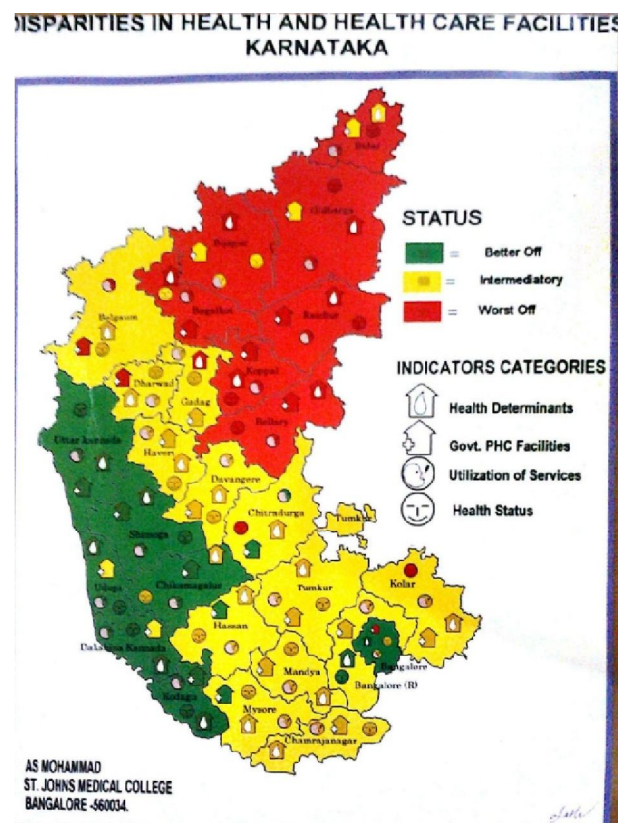 DISPARITIES IN HEALTH AND HEALTH CARE FACILITIES
KARNATAKA
STATUS
= Better Off
= Intermediatory
= Worst Off
INDICATORS CATEGORIES
Health Determinants
Govt. PHC Facilities
Utilization of Services
Health Status
Bidar
Gulbarga
Bijapur
Bagalkot
Raichur
Belgaum
Koppal
Dharwad
Gadag
Bellary
Uttar kannada
Haveri
Davangere
Chitradurga
Tumkur
Shimoga
Chikamagalur
Tumkur
Kolar
Udupi
Hassan
Dakshina Kannada
Mandya
Bangalore
Bangalore (R)
Kodagu
Mysore
Chamrajanagar
AS MOHAMMAD
ST. JOHNS MEDICAL COLLEGE
BANGALORE -560034.